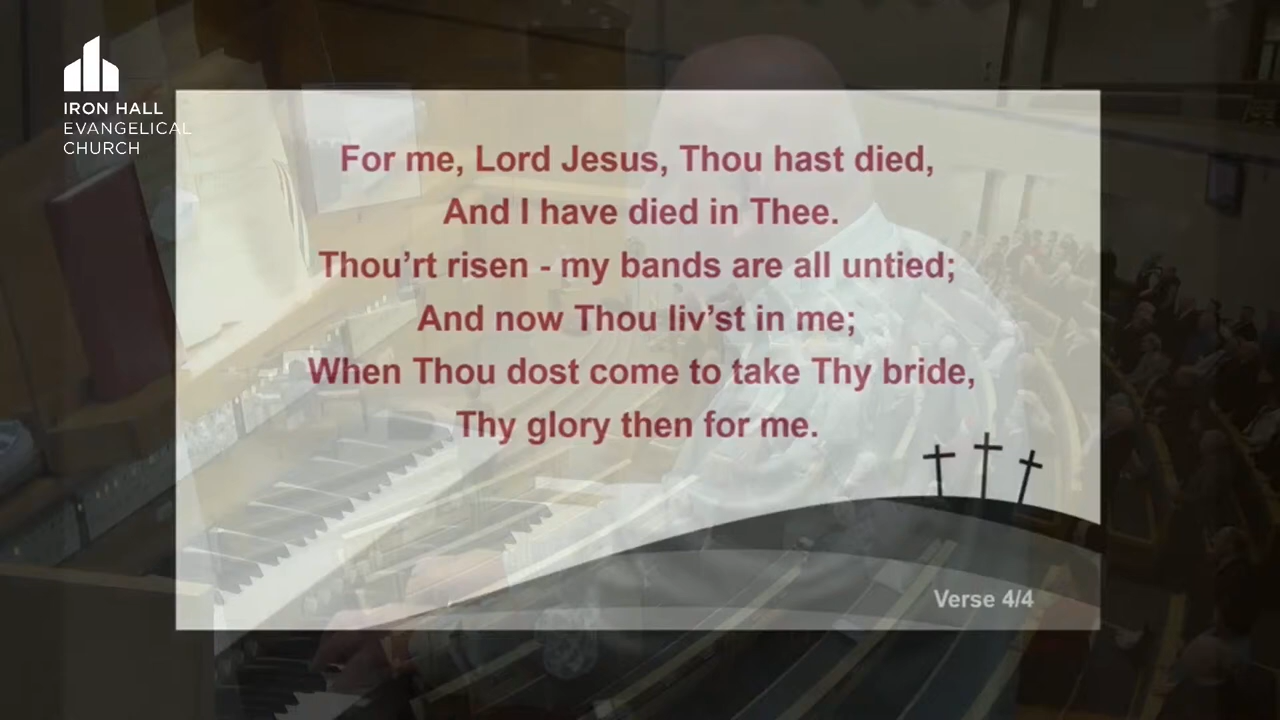 IRON HALL
EVANGELICAL
CHURCH
For me, Lord Jesus, Thou hast died,
And I have died in Thee.
Thou’rt risen - my bands are all untied;
And now Thou liv’st in me;
When Thou dost come to take Thy bride,
Thy glory then for me.
Verse 4/4